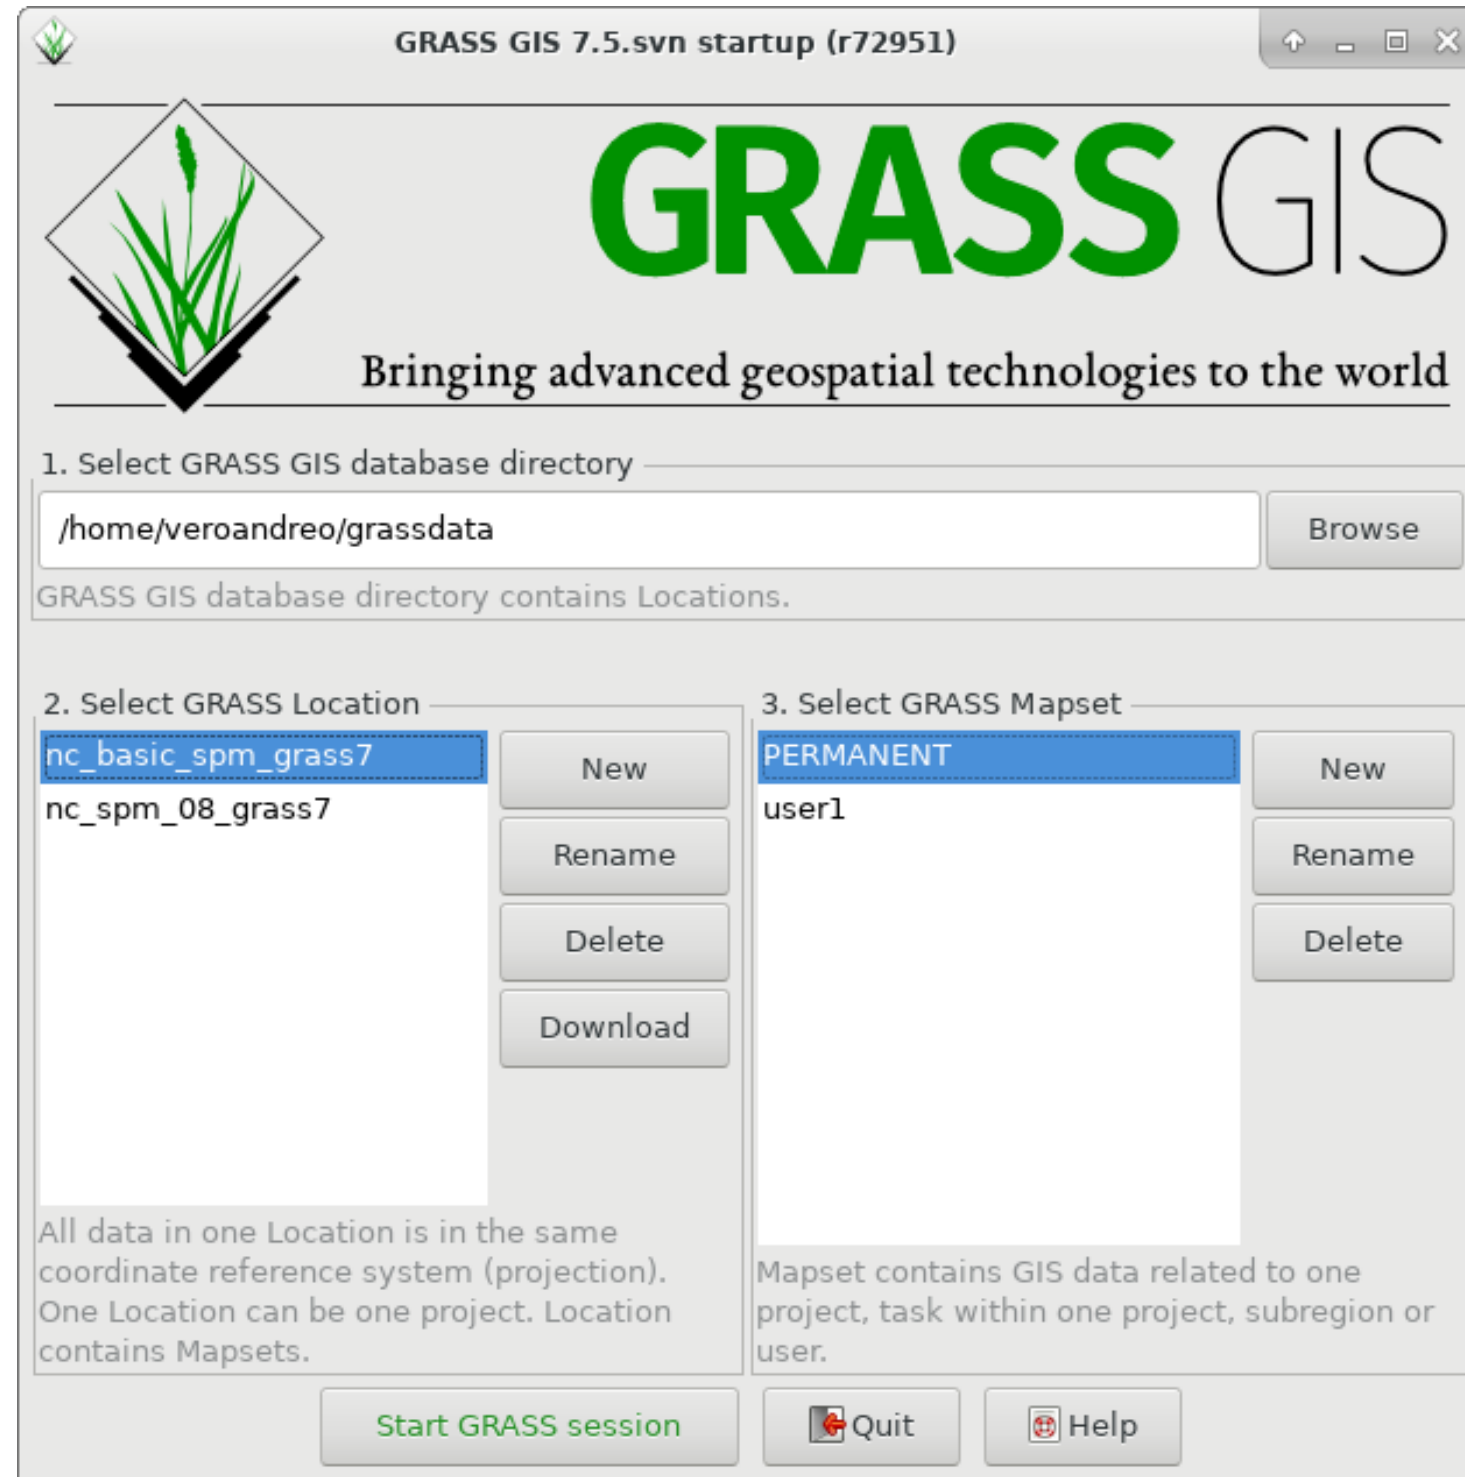 GRASS GIS 7.5.svn startup (r72951)
GRASS GIS
Bringing advanced geospatial technologies to the world
1. Select GRASS GIS database directory
/home/veroandreo/grassdata
Browse
GRASS GIS database directory contains Locations.
2. Select GRASS Location
nc_basic_spm_grass7
nc_spm_08_grass7
New
Rename
Delete
Download
All data in one Location is in the same
coordinate reference system (projection).
One Location can be one project. Location
contains Mapsets.
3. Select GRASS Mapset
PERMANENT
user1
New
Rename
Delete
Mapset contains GIS data related to one
project, task within one project, subregion or
user.
Start GRASS session
Quit
Help